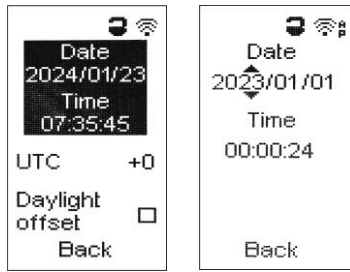 Date
2024/01/23
Time
07:35:45
UTC +0
Daylight
offset
Back
Date
2023/01/01
Time
00:00:24
Back